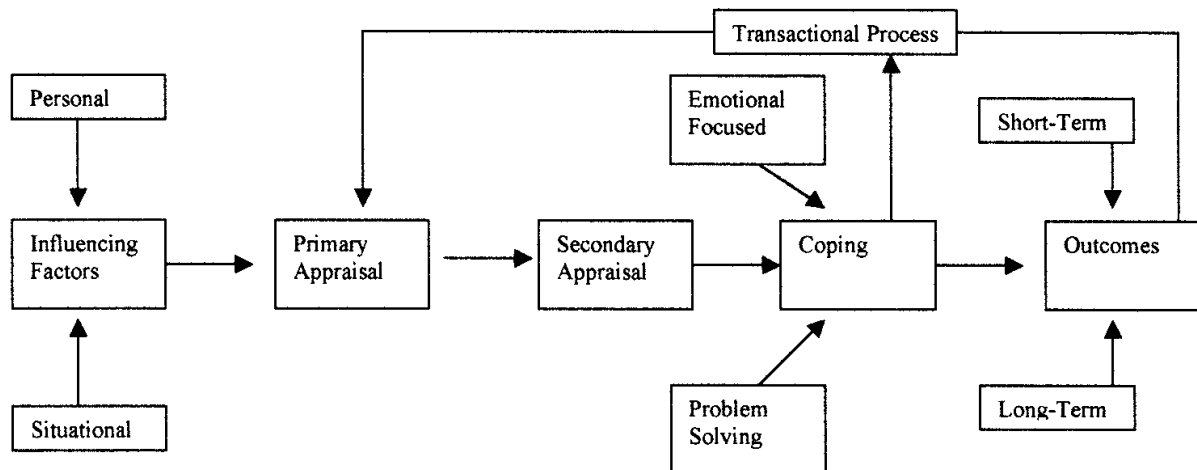 Transactional Process
Personal
Emotional
Focused
Short-Term
Influencing
Factors
Primary
Appraisal
Secondary
Appraisal
Coping
Outcomes
Situational
Problem
Solving
Long-Term